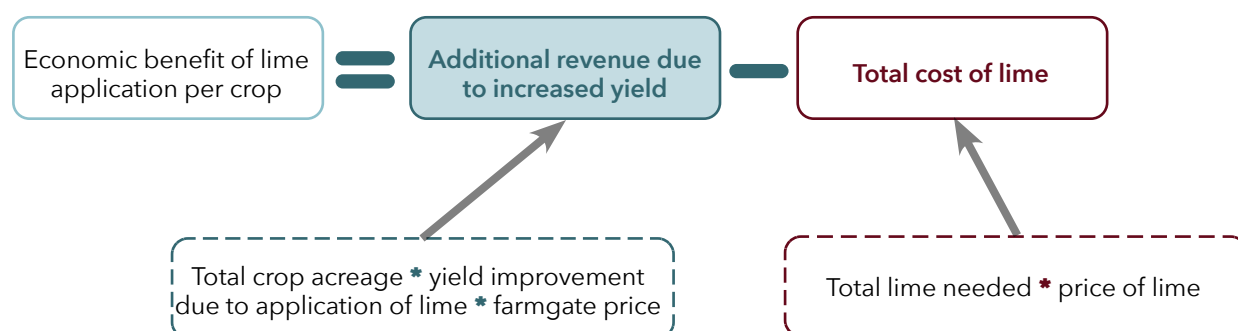 Economic benefit of lime
application per crop
Additional revenue due
to increased yield
Total cost of lime
Total crop acreage * yield improvement
due to application of lime * farmgate price
Total lime needed * price of lime